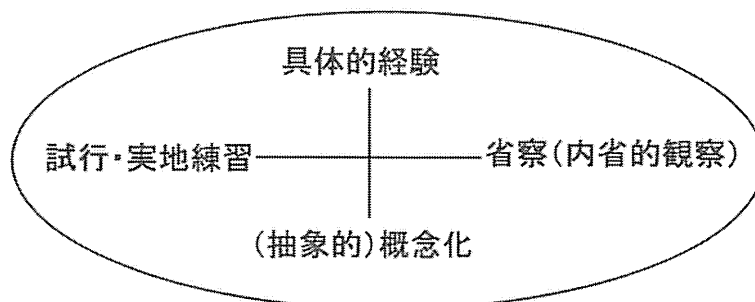 具体的経験
試行・実地練習
省察(内省的観察)
(抽象的)概念化